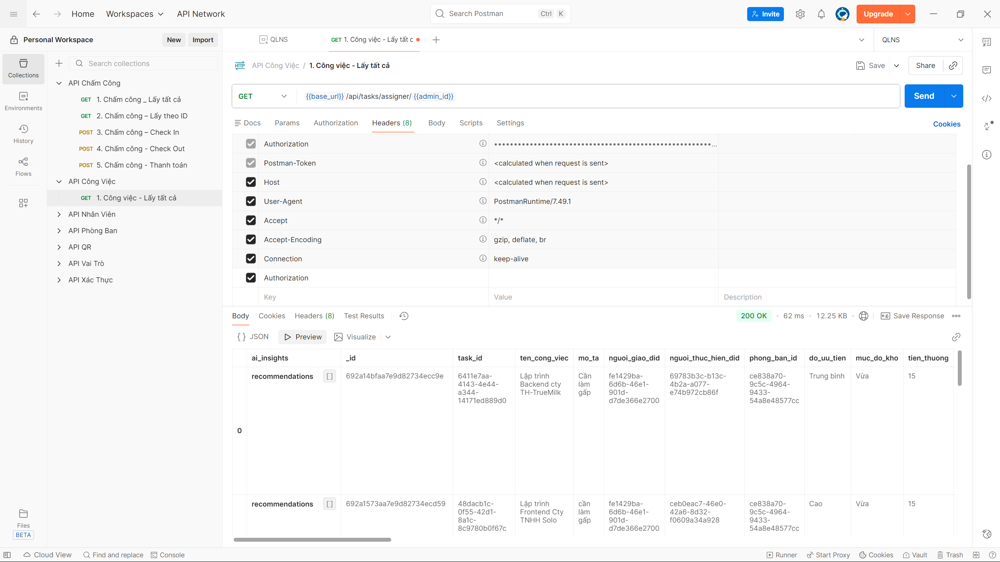 Home Workspaces API Network Search Postman Ctrl K Invite Upgrade
Personal Workspace New Import QLNS GET 1. Công việc - Lấy tất c QLNS
Collections
Environments
History
Flows
Files
BETA
Search collections
API Chấm Công
GET 1. Chấm công _ Lấy tất cả
GET 2. Chấm công – Lấy theo ID
POST 3. Chấm công – Check In
POST 4. Chấm công - Check Out
POST 5. Chấm công - Thanh toán
API Công Việc
GET 1. Công việc - Lấy tất cả
API Nhân Viên
API Phòng Ban
API QR
API Vai Trò
API Xác Thực
HTTP API Công Việc / 1. Công việc - Lấy tất cả Save Share
GET {{base_url}}/api/tasks/assigner/{{admin_id}} Send
Docs Params Authorization Headers (8) Body Scripts Settings Cookies
Authorization ••••••••••••••••••••••••••••••••••••••••••••••••••••••••...
Postman-Token <calculated when request is sent>
Host <calculated when request is sent>
User-Agent PostmanRuntime/7.49.1
Accept */*
Accept-Encoding gzip, deflate, br
Connection keep-alive
Authorization
Key Value Description
Body Cookies Headers (8) Test Results 200 OK • 62 ms • 12.25 KB • e.g. Save Response
{} JSON Preview Visualize
ai_insights _id task_id ten_cong_viec mo_ta nguoi_giao_did nguoi_thuc_hien_did phong_ban_id do_uu_tien muc_do_kho tien_thuong
0
recommendations [] 692a14bfaa7e9d82734ecc9e 6411e7aa- Lập trình Cần fe1429ba- 69783b3c-b13c- ce838a70- Trung bình Vừa 15
4143-4e44- Backend cty làm 6d6b-46e1- 4b2a-a077- 9c5c-4964-
a344- TH-TrueMilk gấp 901d- e74b972cb86f 9433-
14171ed889d0 d7de366e2700 54a8e48577cc
recommendations [] 692a1573aa7e9d82734ecd59 48dacb1c- Lập trình cần fe1429ba- ceb0eac7-46e0- ce838a70- Cao Vừa 15
0f55-42d1- Frontend Cty làm 6d6b-46e1- 42a6-8d32- 9c5c-4964-
8a1c- TNHH Solo gấp 901d- f0609a34a928 9433-
8c9780b0f67c d7de366e2700 54a8e48577cc
Cloud View Find and replace Console Runner Start Proxy Cookies Vault Trash